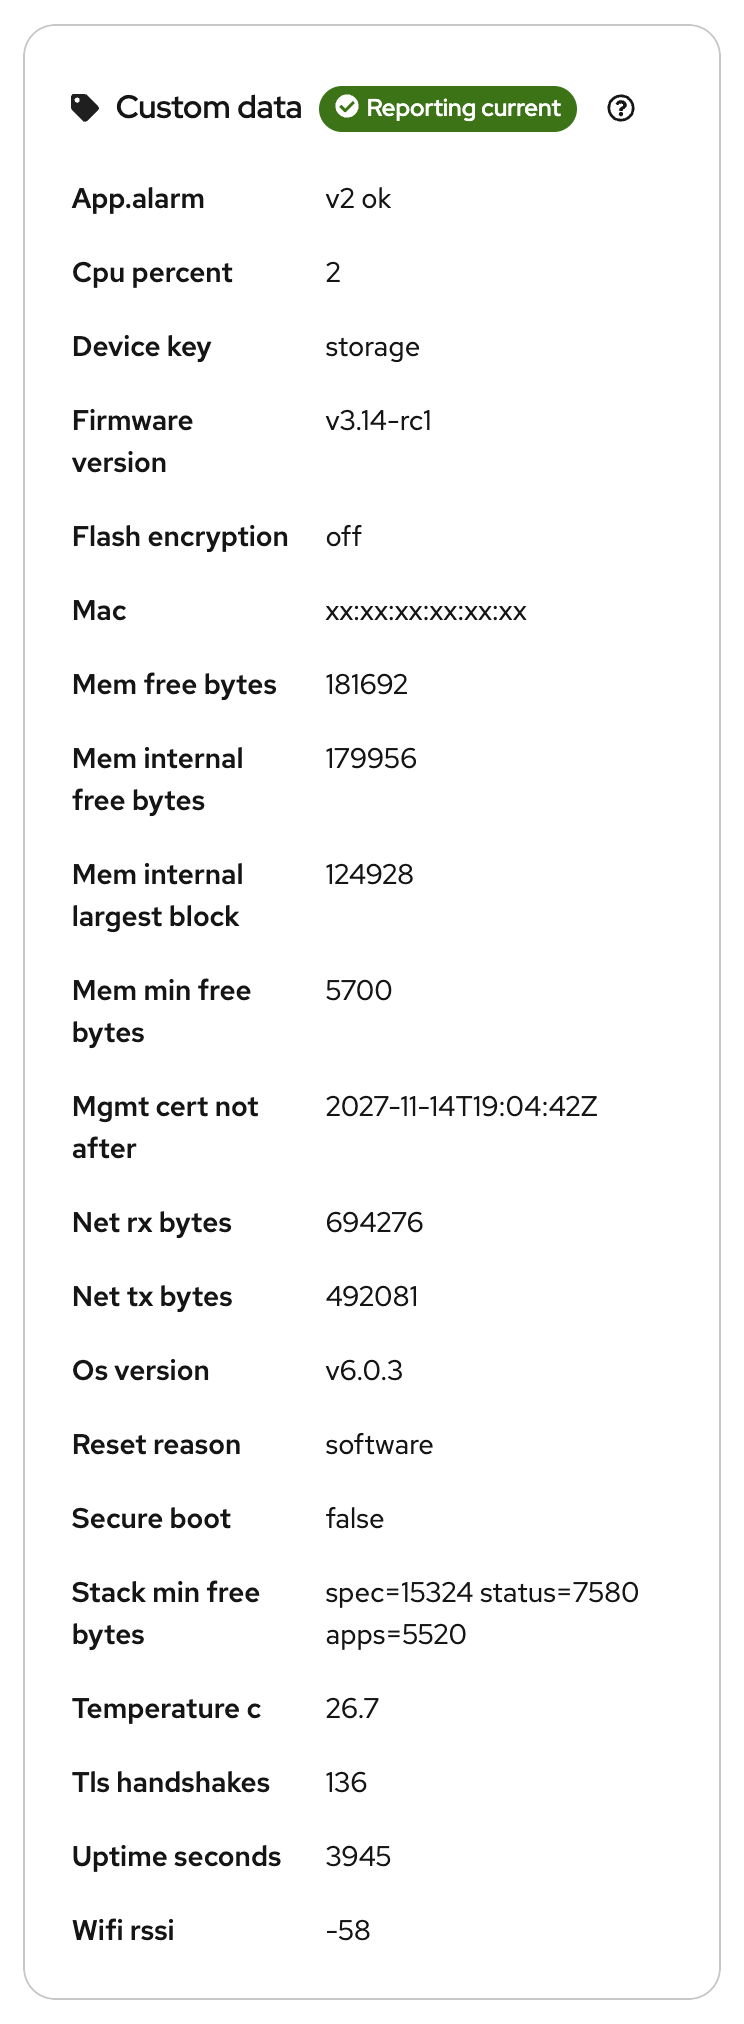 Custom data Reporting current
App.alarm v2 ok
Cpu percent 2
Device key storage
Firmware v3.14-rc1
version
Flash encryption off
Mac xx:xx:xx:xx:xx:xx
Mem free bytes 181692
Mem internal 179956
free bytes
Mem internal 124928
largest block
Mem min free 5700
bytes
Mgmt cert not 2027-11-14T19:04:42Z
after
Net rx bytes 694276
Net tx bytes 492081
Os version v6.0.3
Reset reason software
Secure boot false
Stack min free spec=15324 status=7580
bytes apps=5520
Temperature c 26.7
Tls handshakes 136
Uptime seconds 3945
Wifi rssi -58